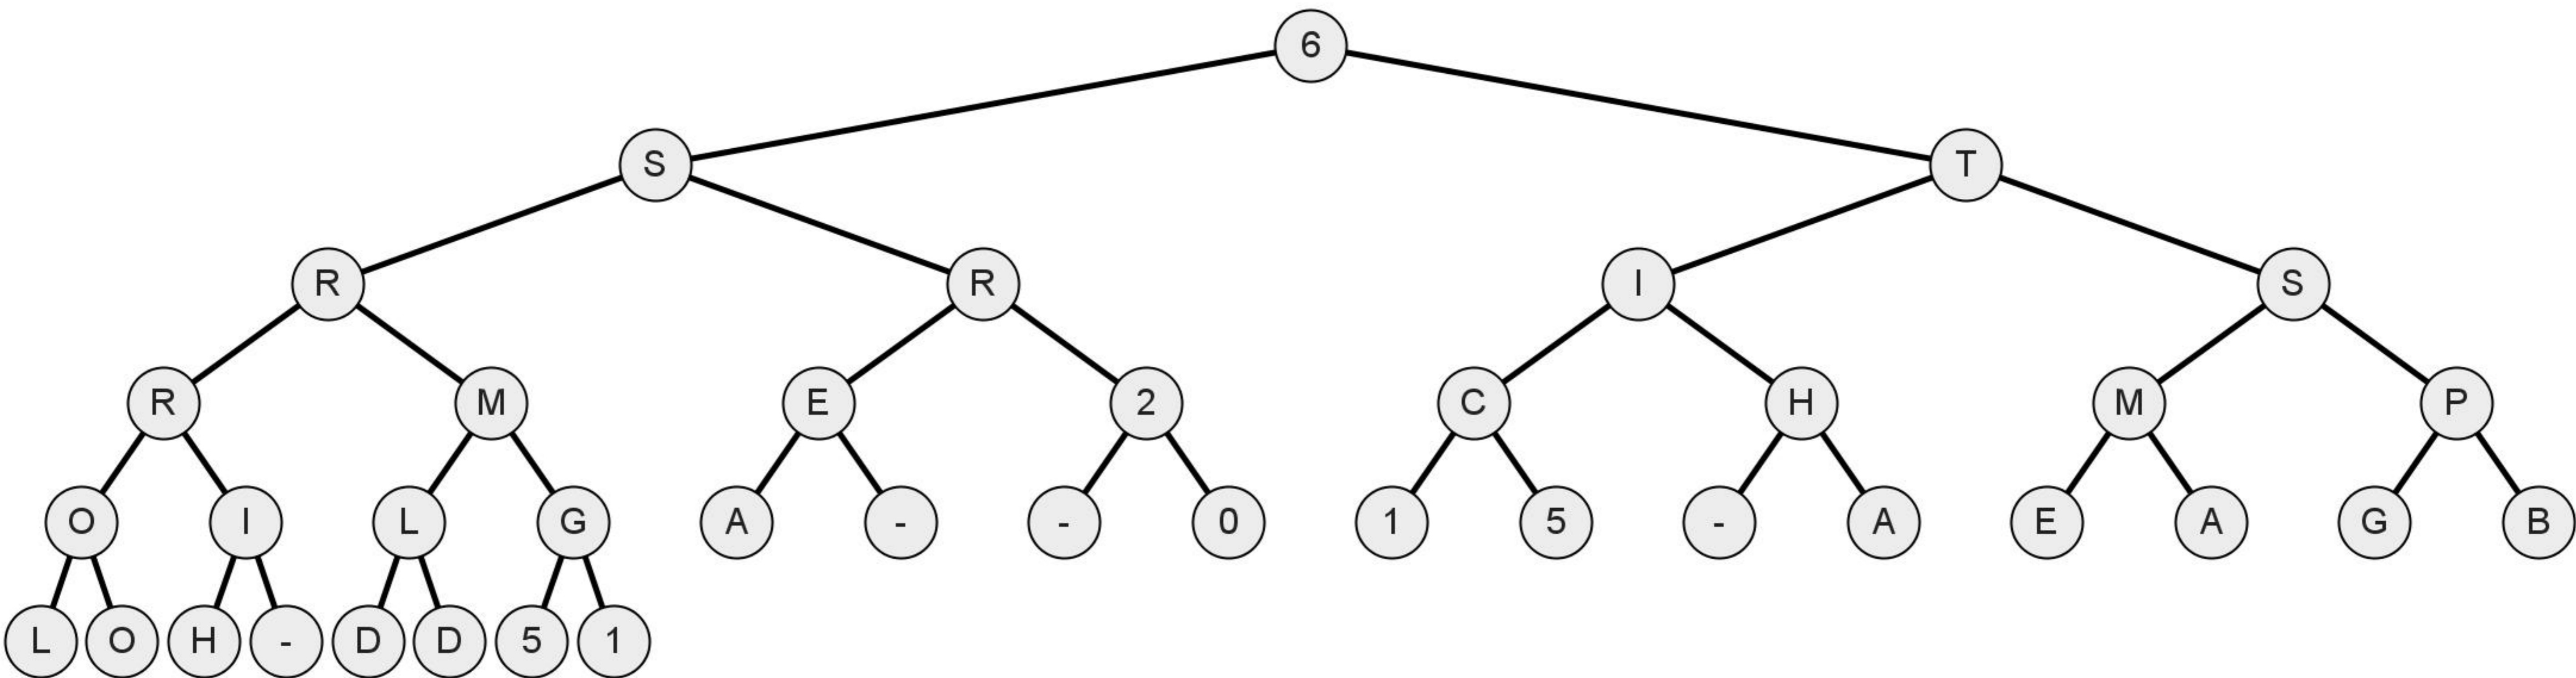 6
S T
R R I S
R M E 2 C H M P
O I L G A - - 0 1 5 - A E A G B
L O H - D D 5 1